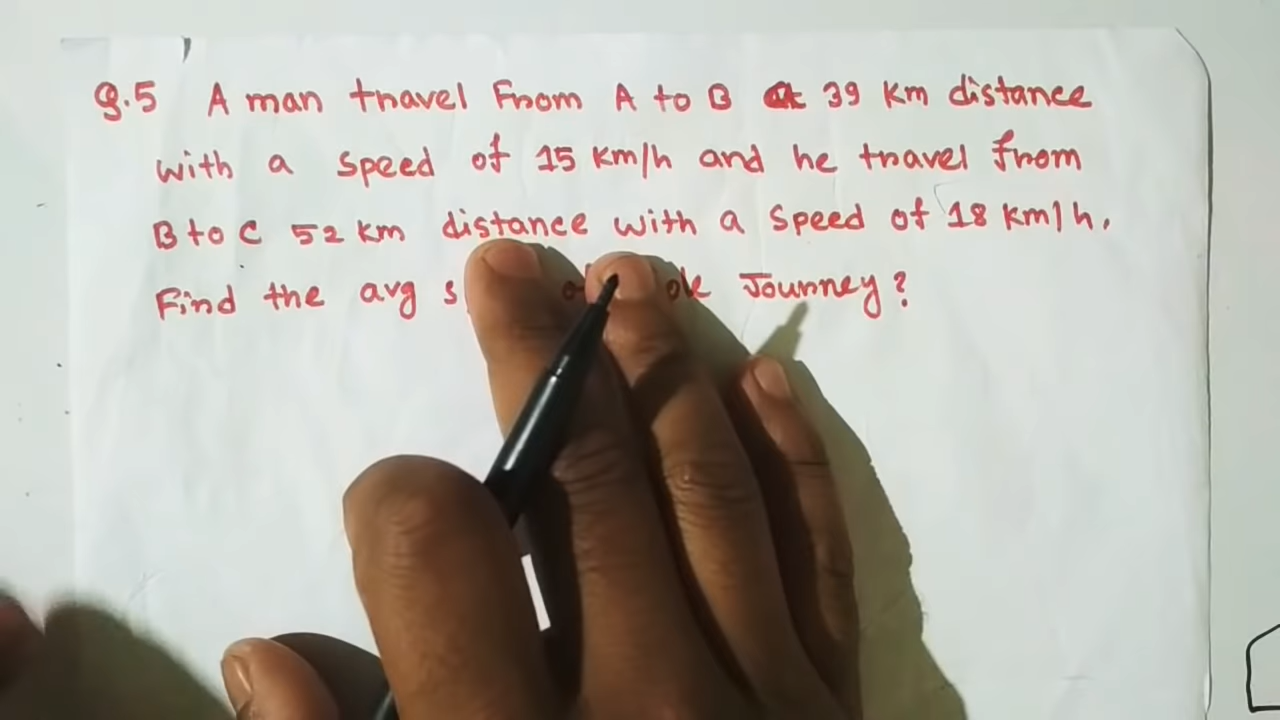 Q.5 A man travel From A to B 39 Km distance
with a speed of 15 Km/h and he travel from
B to C 52 km distance with a speed of 18 Km/h.
Find the avg Journey?